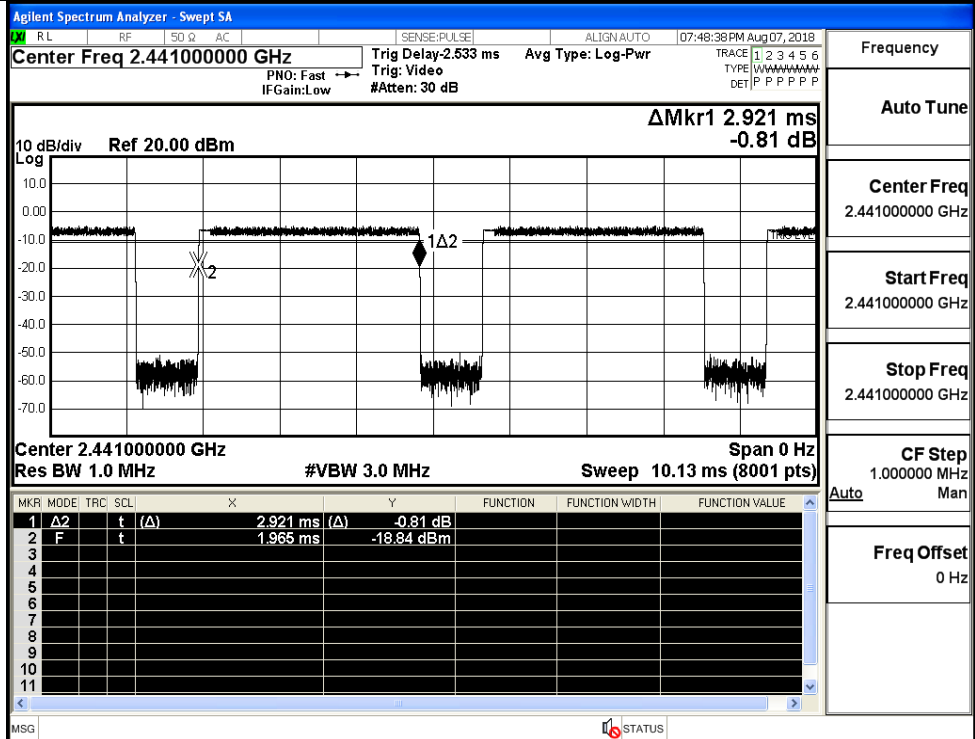 Agilent Spectrum Analyzer - Swept SA
LXI RL RF 50 Ω AC SENSE:PULSE ALIGN AUTO 07:48:38 PM Aug 07, 2018
Center Freq 2.441000000 GHz Trig Delay-2.533 ms Avg Type: Log-Pwr TRACE 1 2 3 4 5 6
PNO: Fast Trig: Video TYPE WWWWWW
IFGain:Low #Atten: 30 dB DET P P P P P P
ΔMkr1 2.921 ms
-0.81 dB
10 dB/div Ref 20.00 dBm
Log
10.0
0.00
-10.0
-20.0
-30.0
-40.0
-50.0
-60.0
-70.0
1Δ2
2
TRIG LEVEL
Center 2.441000000 GHz Span 0 Hz
Res BW 1.0 MHz #VBW 3.0 MHz Sweep 10.13 ms (8001 pts)
MKR MODE TRC SCL X Y FUNCTION FUNCTION WIDTH FUNCTION VALUE
1 Δ2 t (Δ) 2.921 ms (Δ) -0.81 dB
2 F t 1.965 ms -18.84 dBm
3
4
5
6
7
8
9
10
11
MSG STATUS
Frequency
Auto Tune
Center Freq
2.441000000 GHz
Start Freq
2.441000000 GHz
Stop Freq
2.441000000 GHz
CF Step
1.000000 MHz
Auto Man
Freq Offset
0 Hz